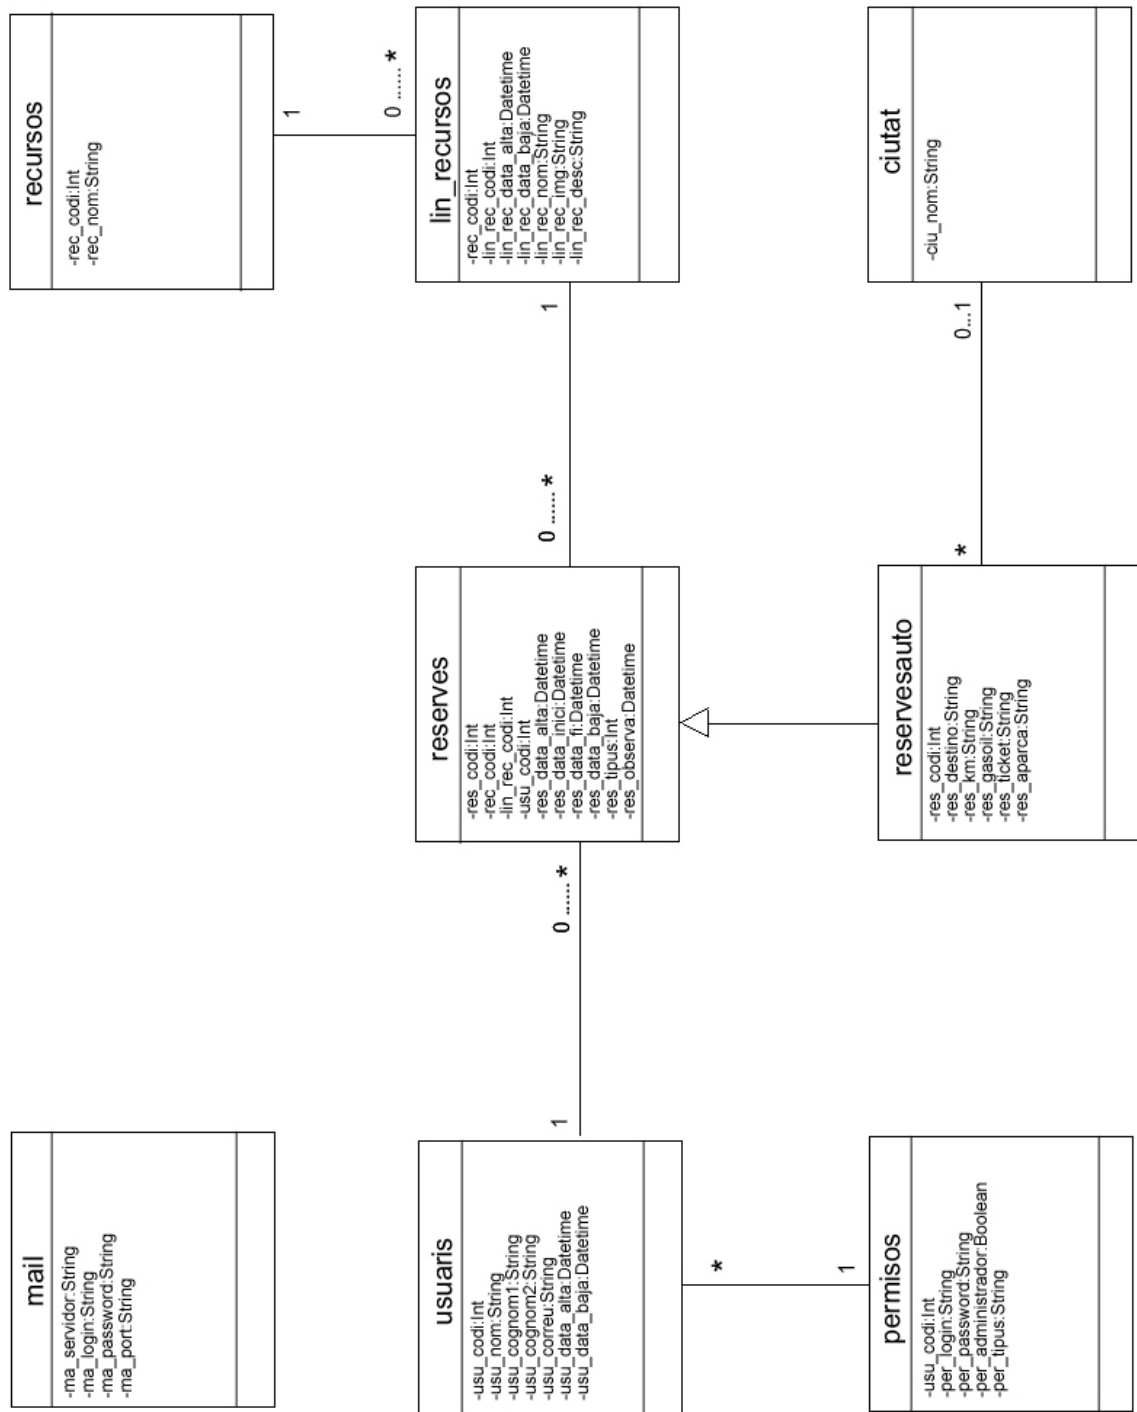 mail
-ma_servidor:String
-ma_login:String
-ma_password:String
-ma_port:String
recursos
-rec_codi:Int
-rec_nom:String
1
0 ...... *
usuaris
-usu_codi:Int
-usu_nom:String
-usu_cognom1:String
-usu_cognom2:String
-usu_correu:String
-usu_data_alta:Datetime
-usu_data_baja:Datetime
1
0 ...... *
reserves
-res_codi:Int
-rec_codi:Int
-lin_rec_codi:Int
-usu_codi:Int
-res_data_alta:Datetime
-res_data_inici:Datetime
-res_data_fi:Datetime
-res_data_baja:Datetime
-res_tipus:Int
-res_observa:Datetime
0 ...... *
1
lin_recursos
-rec_codi:Int
-lin_rec_codi:Int
-lin_rec_data_alta:Datetime
-lin_rec_data_baja:Datetime
-lin_rec_nom:String
-lin_rec_img:String
-lin_rec_desc:String
*
1
permisos
-usu_codi:Int
-per_login:String
-per_password:String
-per_administrador:Boolean
-per_tipus:String
reservesauto
-res_codi:Int
-res_destino:String
-res_km:String
-res_gasoil:String
-res_ticket:String
-res_aparca:String
*
0...1
ciutat
-ciu_nom:String